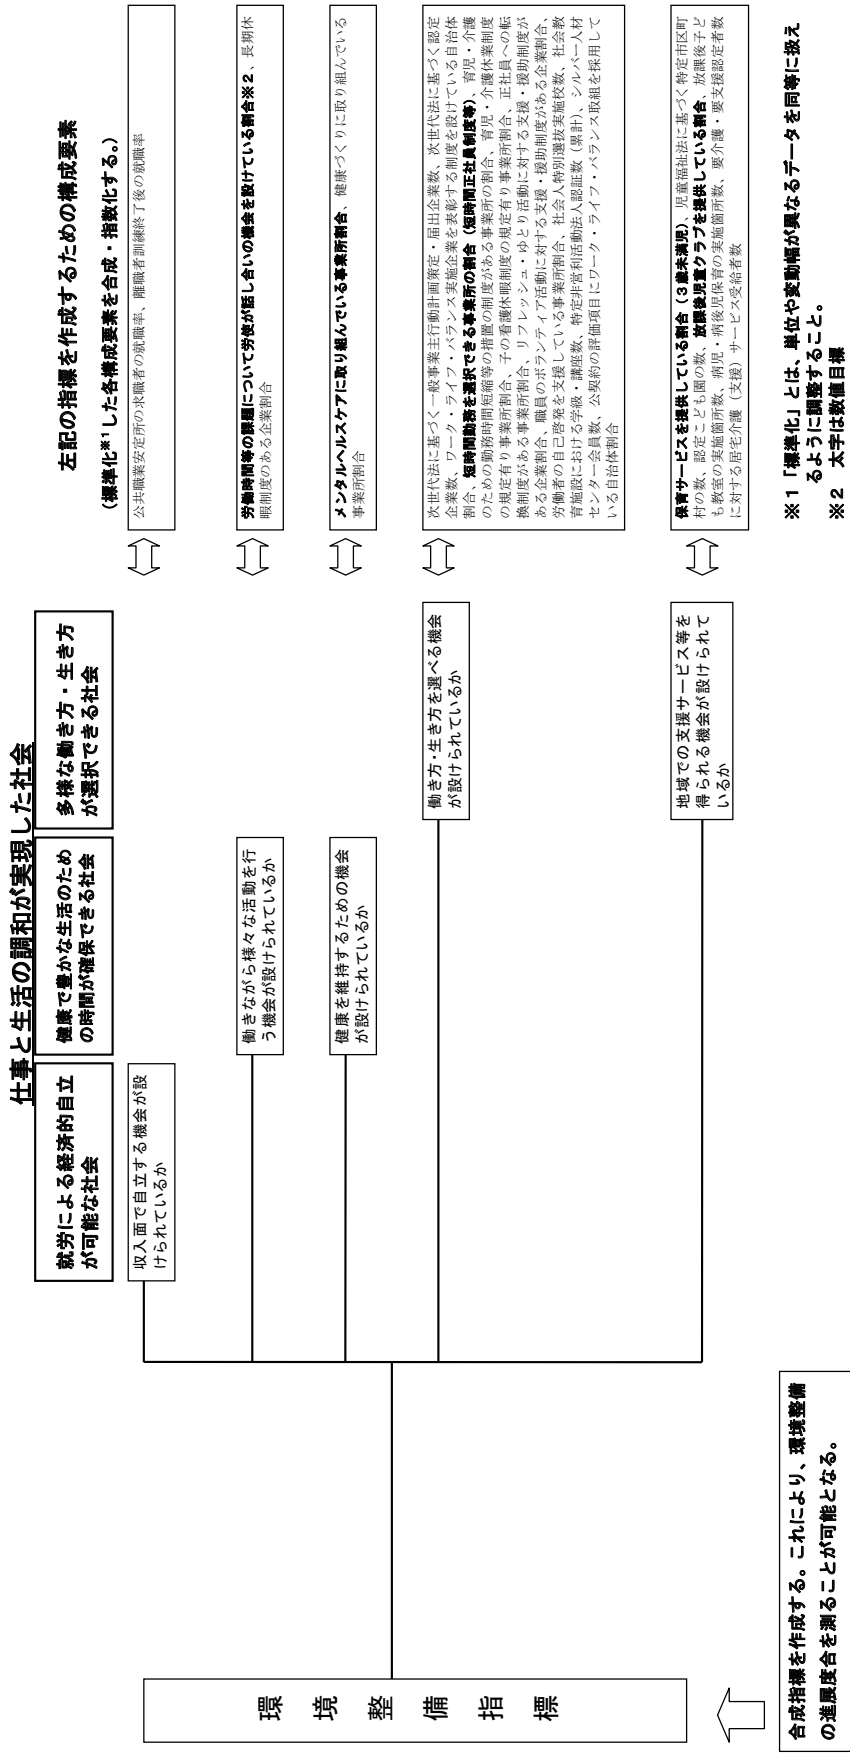 仕事と生活の調和が実現した社会
就労による経済的自立
が可能な社会
健康で豊かな生活のため
の時間が確保できる社会
多様な働き方・生き方
が選択できる社会
左記の指標を作成するための構成要素
(標準化※1した各構成要素を合成・指数化する。)
収入面で自立する機会が設
けられているか
公共職業安定所の求職者の就職率、離職者訓練終了後の就職率
働きながら様々な活動を行
う機会が設けられているか
労働時間等の課題について労使が話し合いの機会を設けている割合※2、長期休
暇制度のある企業割合
健康を維持するための機会
が設けられているか
メンタルヘルスケアに取り組んでいる事業所割合、健康づくりに取り組んでいる
事業所割合
働き方・生き方を選べる機会
が設けられているか
次世代法に基づく一般事業主行動計画策定・届出企業数、次世代法に基づく認定
企業数、ワーク・ライフ・バランス実施企業を表彰する制度を設けている自治体
割合、短時間勤務を選択できる事業所の割合(短時間正社員制度等)、育児・介護
のための勤務時間短縮等の措置の制度がある事業所の割合、育児・介護休業制度
の規定有り事業所割合、子の看護休暇制度の規定有り事業所割合、正社員への転
換制度がある事業所割合、リフレッシュ・ゆとり活動に対する支援・援助制度が
ある企業割合、職員のボランティア活動に対する支援・援助制度がある企業割合、
労働者の自己啓発を支援している事業所割合、社会人特別選抜実施校数、社会教
育施設における学級・講座数、特定非営利活動法人認証数(累計)、シルバー人材
センター会員数、公契約の評価項目にワーク・ライフ・バランス取組を採用して
いる自治体割合
地域での支援サービス等を
得られる機会が設けられて
いるか
保育サービスを提供している割合(3歳未満児)、児童福祉法に基づく特定市区町
村の数、認定こども園の数、放課後児童クラブを提供している割合、放課後子ど
も教室の実施箇所数、病児・病後児保育の実施箇所数、要介護・要支援認定者数
に対する居宅介護(支援)サービス受給者数
環境整備指標
合成指標を作成する。これにより、環境整備
の進展度合を測ることが可能となる。
※1「標準化」とは、単位や変動幅が異なるデータを同等に扱え
るように調整すること。
※2 太字は数値目標